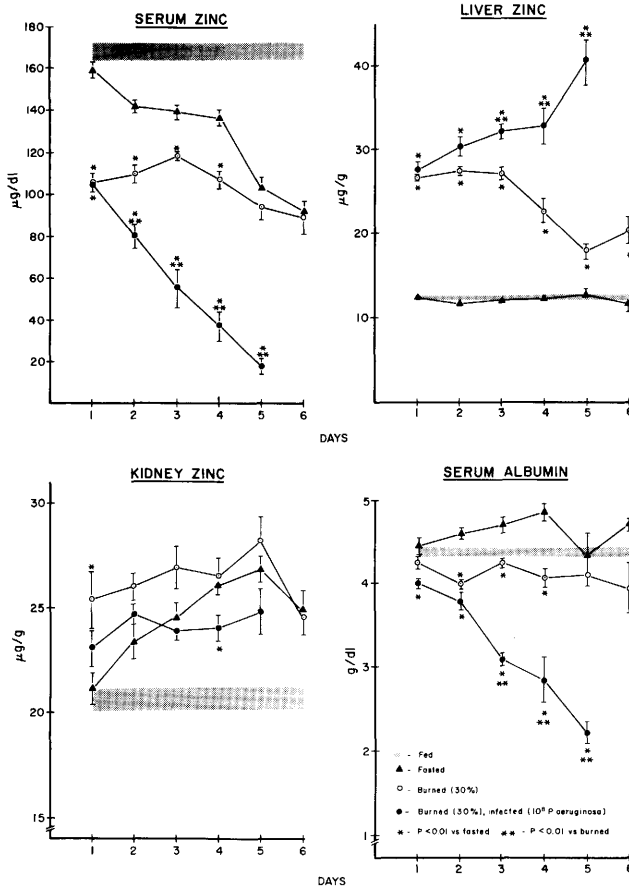 SERUM ZINC
180
160
140
120
100
80
60
40
20
µg/dl
1 2 3 4 5 6
LIVER ZINC
40
30
20
10
µg/g
1 2 3 4 5 6
DAYS
KIDNEY ZINC
30
25
20
15
µg/g
1 2 3 4 5 6
SERUM ALBUMIN
5
4
3
2
1
g/dl
- Fed
▲ - Fasted
○ - Burned (30%)
● - Burned (30%), infected (10⁸ P aeruginosa)
* - P <0.01 vs fasted ** - P <0.01 vs burned
1 2 3 4 5 6
DAYS